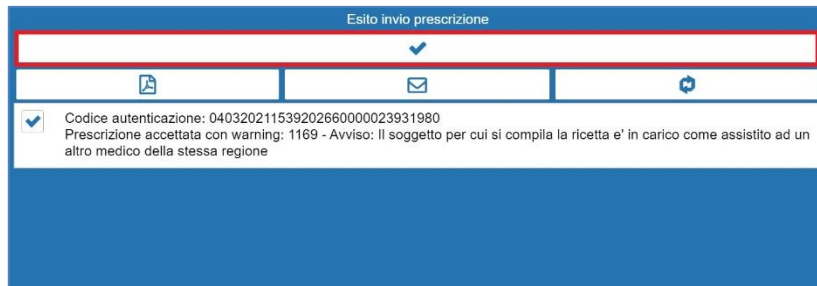 Esito invio prescrizione
Codice autenticazione: 040320211539202660000023931980
Prescrizione accettata con warning: 1169 - Avviso: Il soggetto per cui si compila la ricetta e' in carico come assistito ad un
altro medico della stessa regione